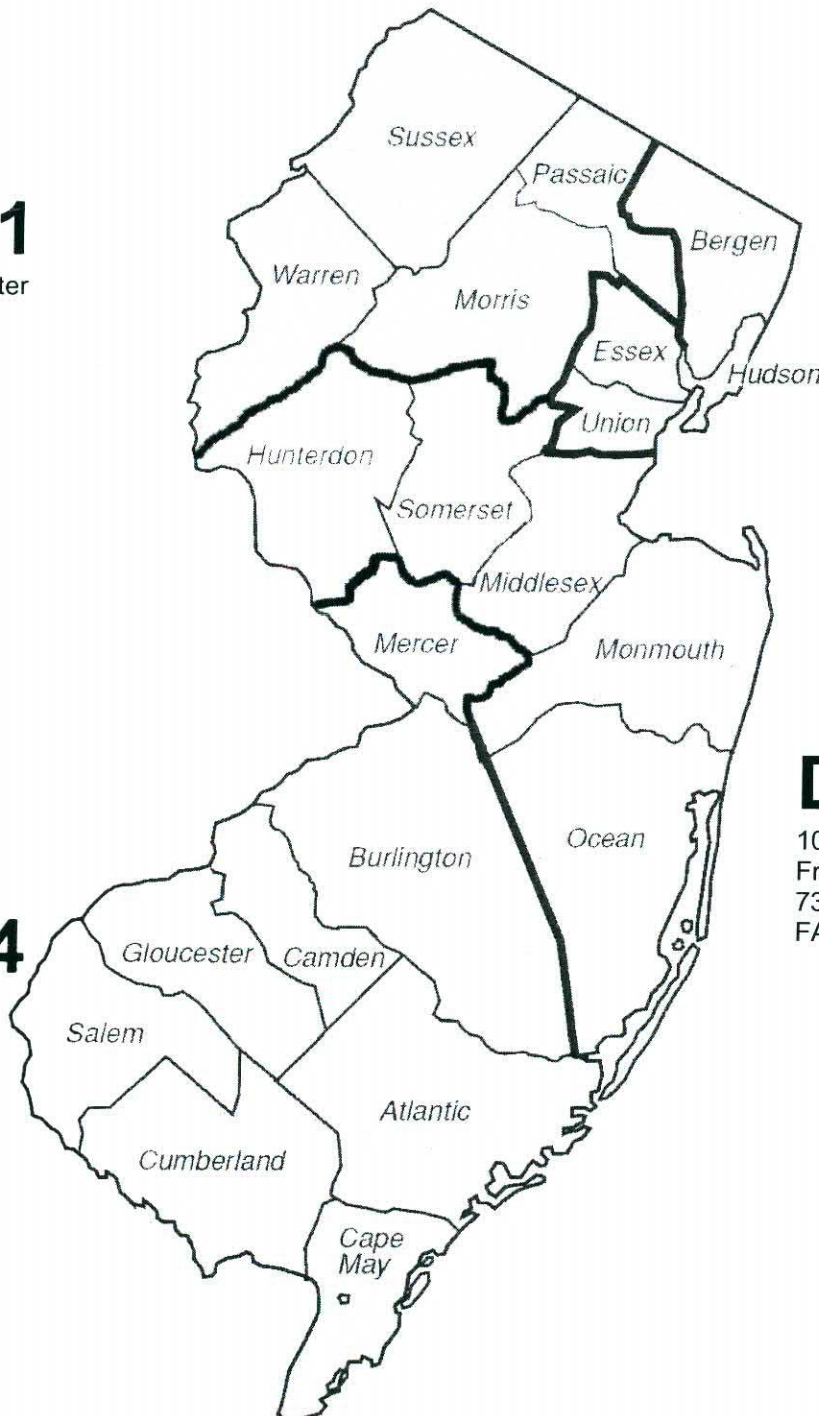 Sussex
Passaic
Bergen
1
ter
Warren
Morris
Essex
Hudson
Union
Hunterdon
Somerset
Middlesex
Mercer
Monmouth
10
Fr
73
FA
Ocean
Burlington
4
Gloucester
Camden
Salem
Atlantic
Cumberland
Cape
May